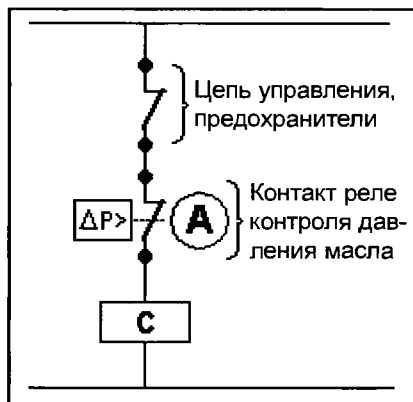 Цепь управления,
предохранители
Контакт реле
ΔP> A контроля дав-
ления масла
C